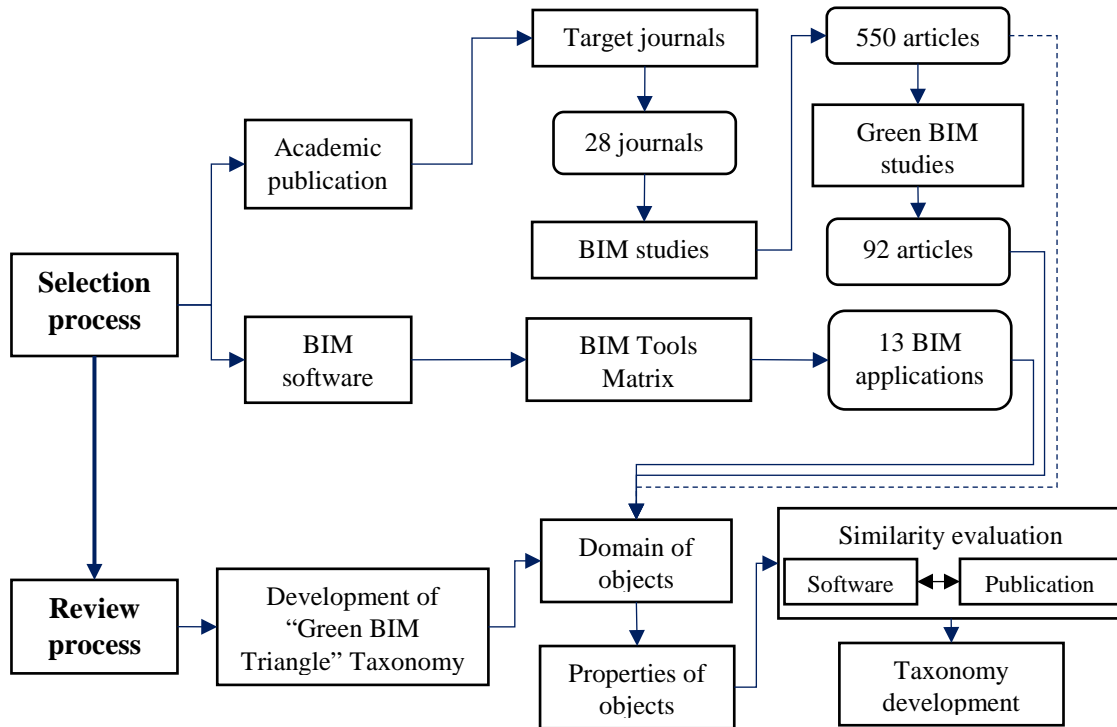 Target journals
550 articles
28 journals
Academic
publication
Green BIM
studies
BIM studies
92 articles
Selection
process
BIM
software
BIM Tools
Matrix
13 BIM
applications
Domain of
objects
Similarity evaluation
Software
Publication
Review
process
Development of
“Green BIM
Triangle” Taxonomy
Properties of
objects
Taxonomy
development